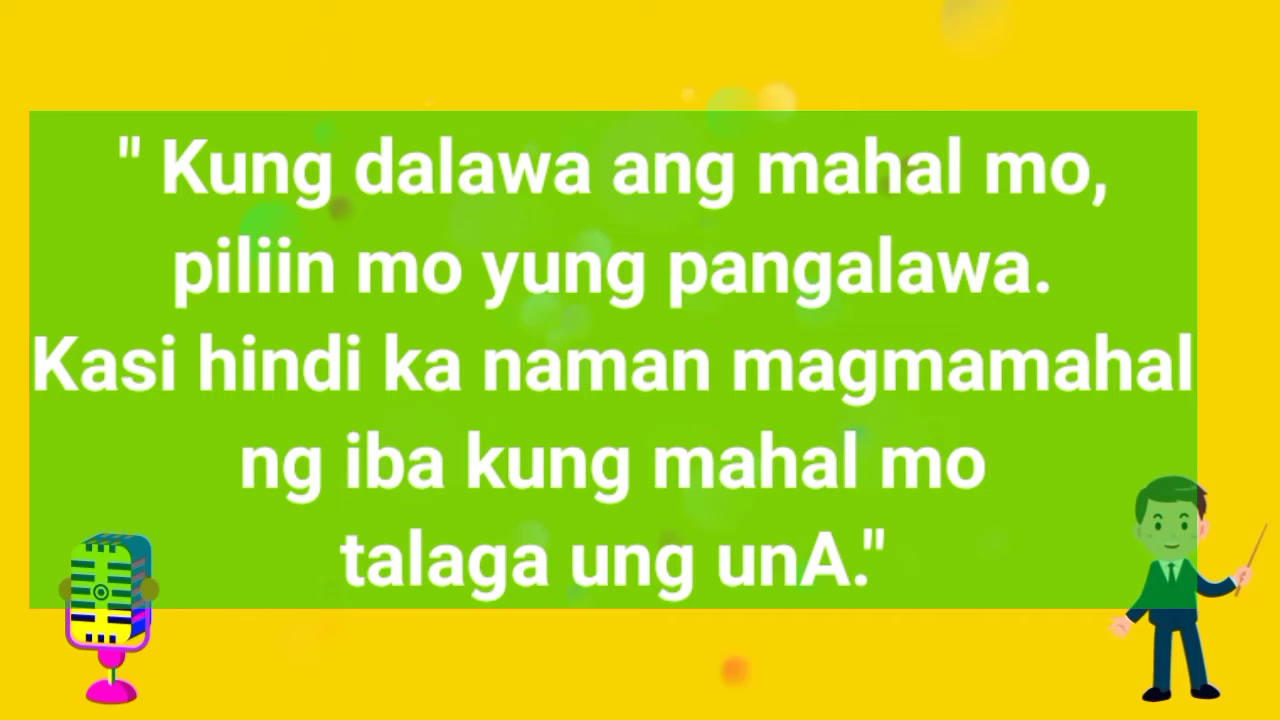 " Kung dalawa ang mahal mo,
piliin mo yung pangalawa.
Kasi hindi ka naman magmamahal
ng iba kung mahal mo
talaga ung unA."